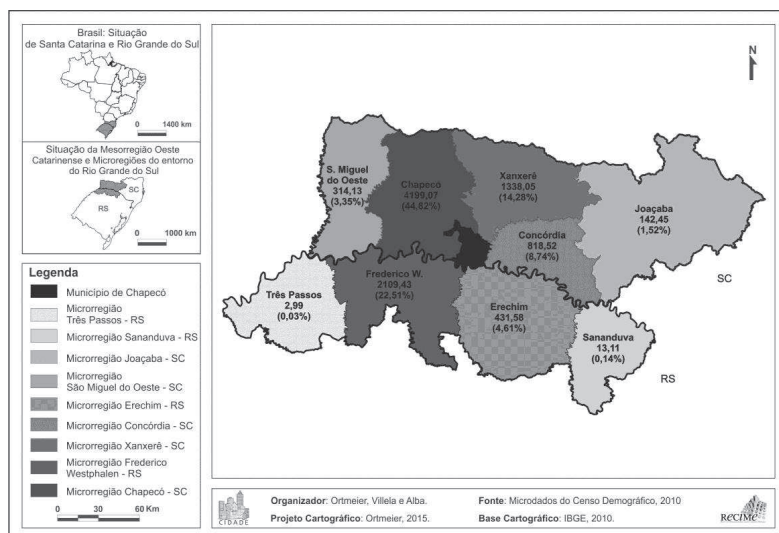 Brasil: Situação
de Santa Catarina e Rio Grande do Sul
0 1400 km
Situação da Mesorregião Oeste
Catarinense e Microregiões do entorno
do Rio Grande do Sul
SC
RS
0 1000 km
Legenda
Município de Chapecó
Microrregião
Três Passos - RS
Microrregião Sananduva - RS
Microrregião Joaçaba - SC
Microrregião
São Miguel do Oeste - SC
Microrregião Erechim - RS
Microrregião Concórdia - SC
Microrregião Xanxerê - SC
Microrregião Frederico
Westphalen - RS
Microrregião Chapecó - SC
0 30 60 Km
N
S. Miguel
do Oeste
314,13
(3,35%)
Chapecó
4199,07
(44,82%)
Xanxerê
1338,05
(14,28%)
Joaçaba
142,45
(1,52%)
Concórdia
818,52
(8,74%)
Três Passos
2,99
(0,03%)
Frederico W.
2109,43
(22,51%)
Erechim
431,58
(4,61%)
Sananduva
13,11
(0,14%)
SC
RS
CIDADE
Organizador: Ortmeier, Villela e Alba.
Projeto Cartográfico: Ortmeier, 2015.
Fonte: Microdados do Censo Demográfico, 2010
Base Cartográfico: IBGE, 2010.
ReCiMe